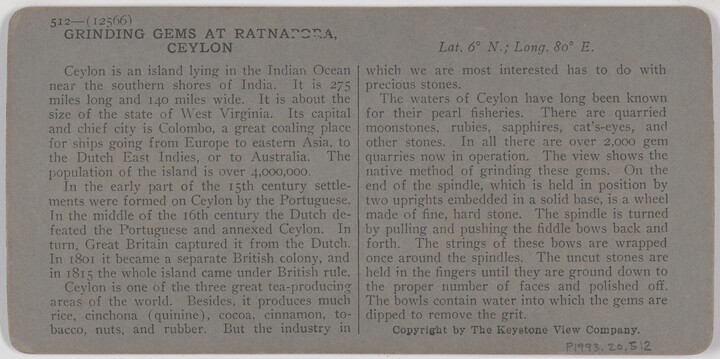 512—(12566)
GRINDING GEMS AT RATNAPORA,
CEYLON
Ceylon is an island lying in the Indian Ocean
near the southern shores of India. It is 275
miles long and 140 miles wide. It is about the
size of the state of West Virginia. Its capital
and chief city is Colombo, a great coaling place
for ships going from Europe to eastern Asia, to
the Dutch East Indies, or to Australia. The
population of the island is over 4,000,000.
In the early part of the 15th century settle-
ments were formed on Ceylon by the Portuguese.
In the middle of the 16th century the Dutch de-
feated the Portuguese and annexed Ceylon. In
turn, Great Britain captured it from the Dutch.
In 1801 it became a separate British colony, and
in 1815 the whole island came under British rule.
Ceylon is one of the three great tea-producing
areas of the world. Besides, it produces much
rice, cinchona (quinine), cocoa, cinnamon, to-
bacco, nuts, and rubber. But the industry in
Lat. 6° N.; Long. 80° E.
which we are most interested has to do with
precious stones.
The waters of Ceylon have long been known
for their pearl fisheries. There are quarried
moonstones, rubies, sapphires, cat's-eyes, and
other stones. In all there are over 2,000 gem
quarries now in operation. The view shows the
native method of grinding these gems. On the
end of the spindle, which is held in position by
two uprights embedded in a solid base, is a wheel
made of fine, hard stone. The spindle is turned
by pulling and pushing the fiddle bows back and
forth. The strings of these bows are wrapped
once around the spindles. The uncut stones are
held in the fingers until they are ground down to
the proper number of faces and polished off.
The bowls contain water into which the gems are
dipped to remove the grit.
Copyright by The Keystone View Company.
P1993.20.512